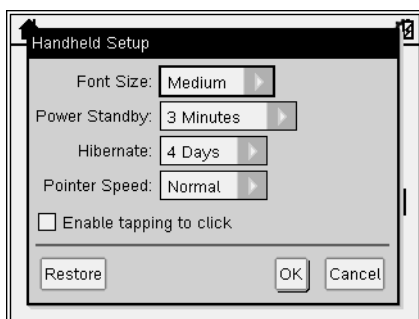 Handheld Setup
Font Size: Medium
Power Standby: 3 Minutes
Hibernate: 4 Days
Pointer Speed: Normal
Enable tapping to click
Restore OK Cancel